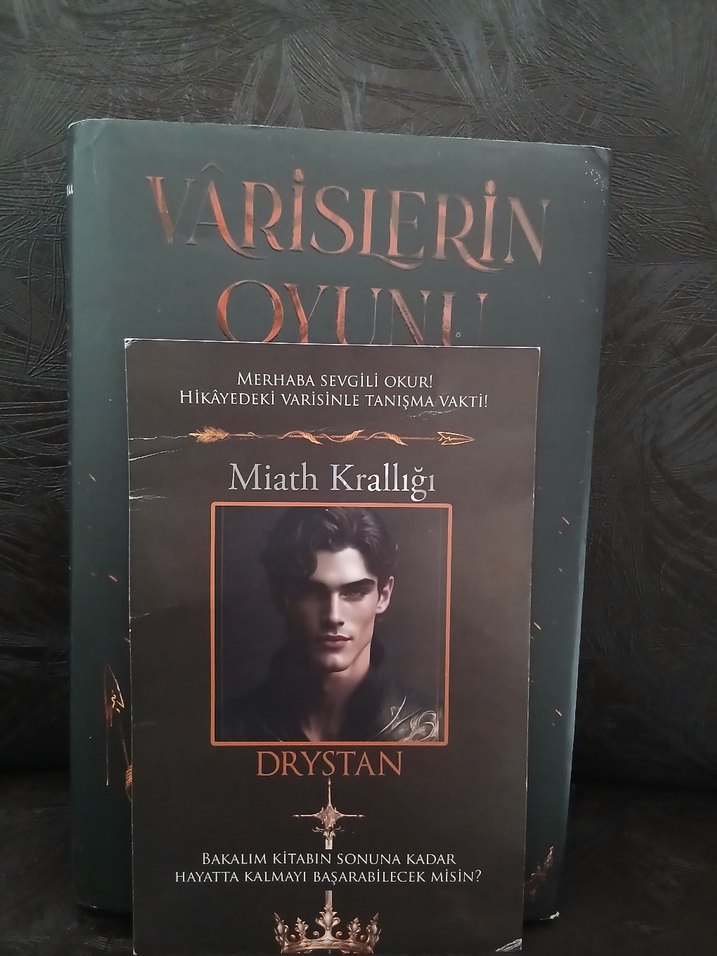 VÂRİSLERİN
OYUNU
MERHABA SEVGİLİ OKUR!
HİKÂYEDEKİ VARİSİNLE TANIŞMA VAKTİ!
Miath Krallığı
DRYSTAN
BAKALIM KİTABIN SONUNA KADAR
HAYATTA KALMAYI BAŞARABİLECEK MİSİN?